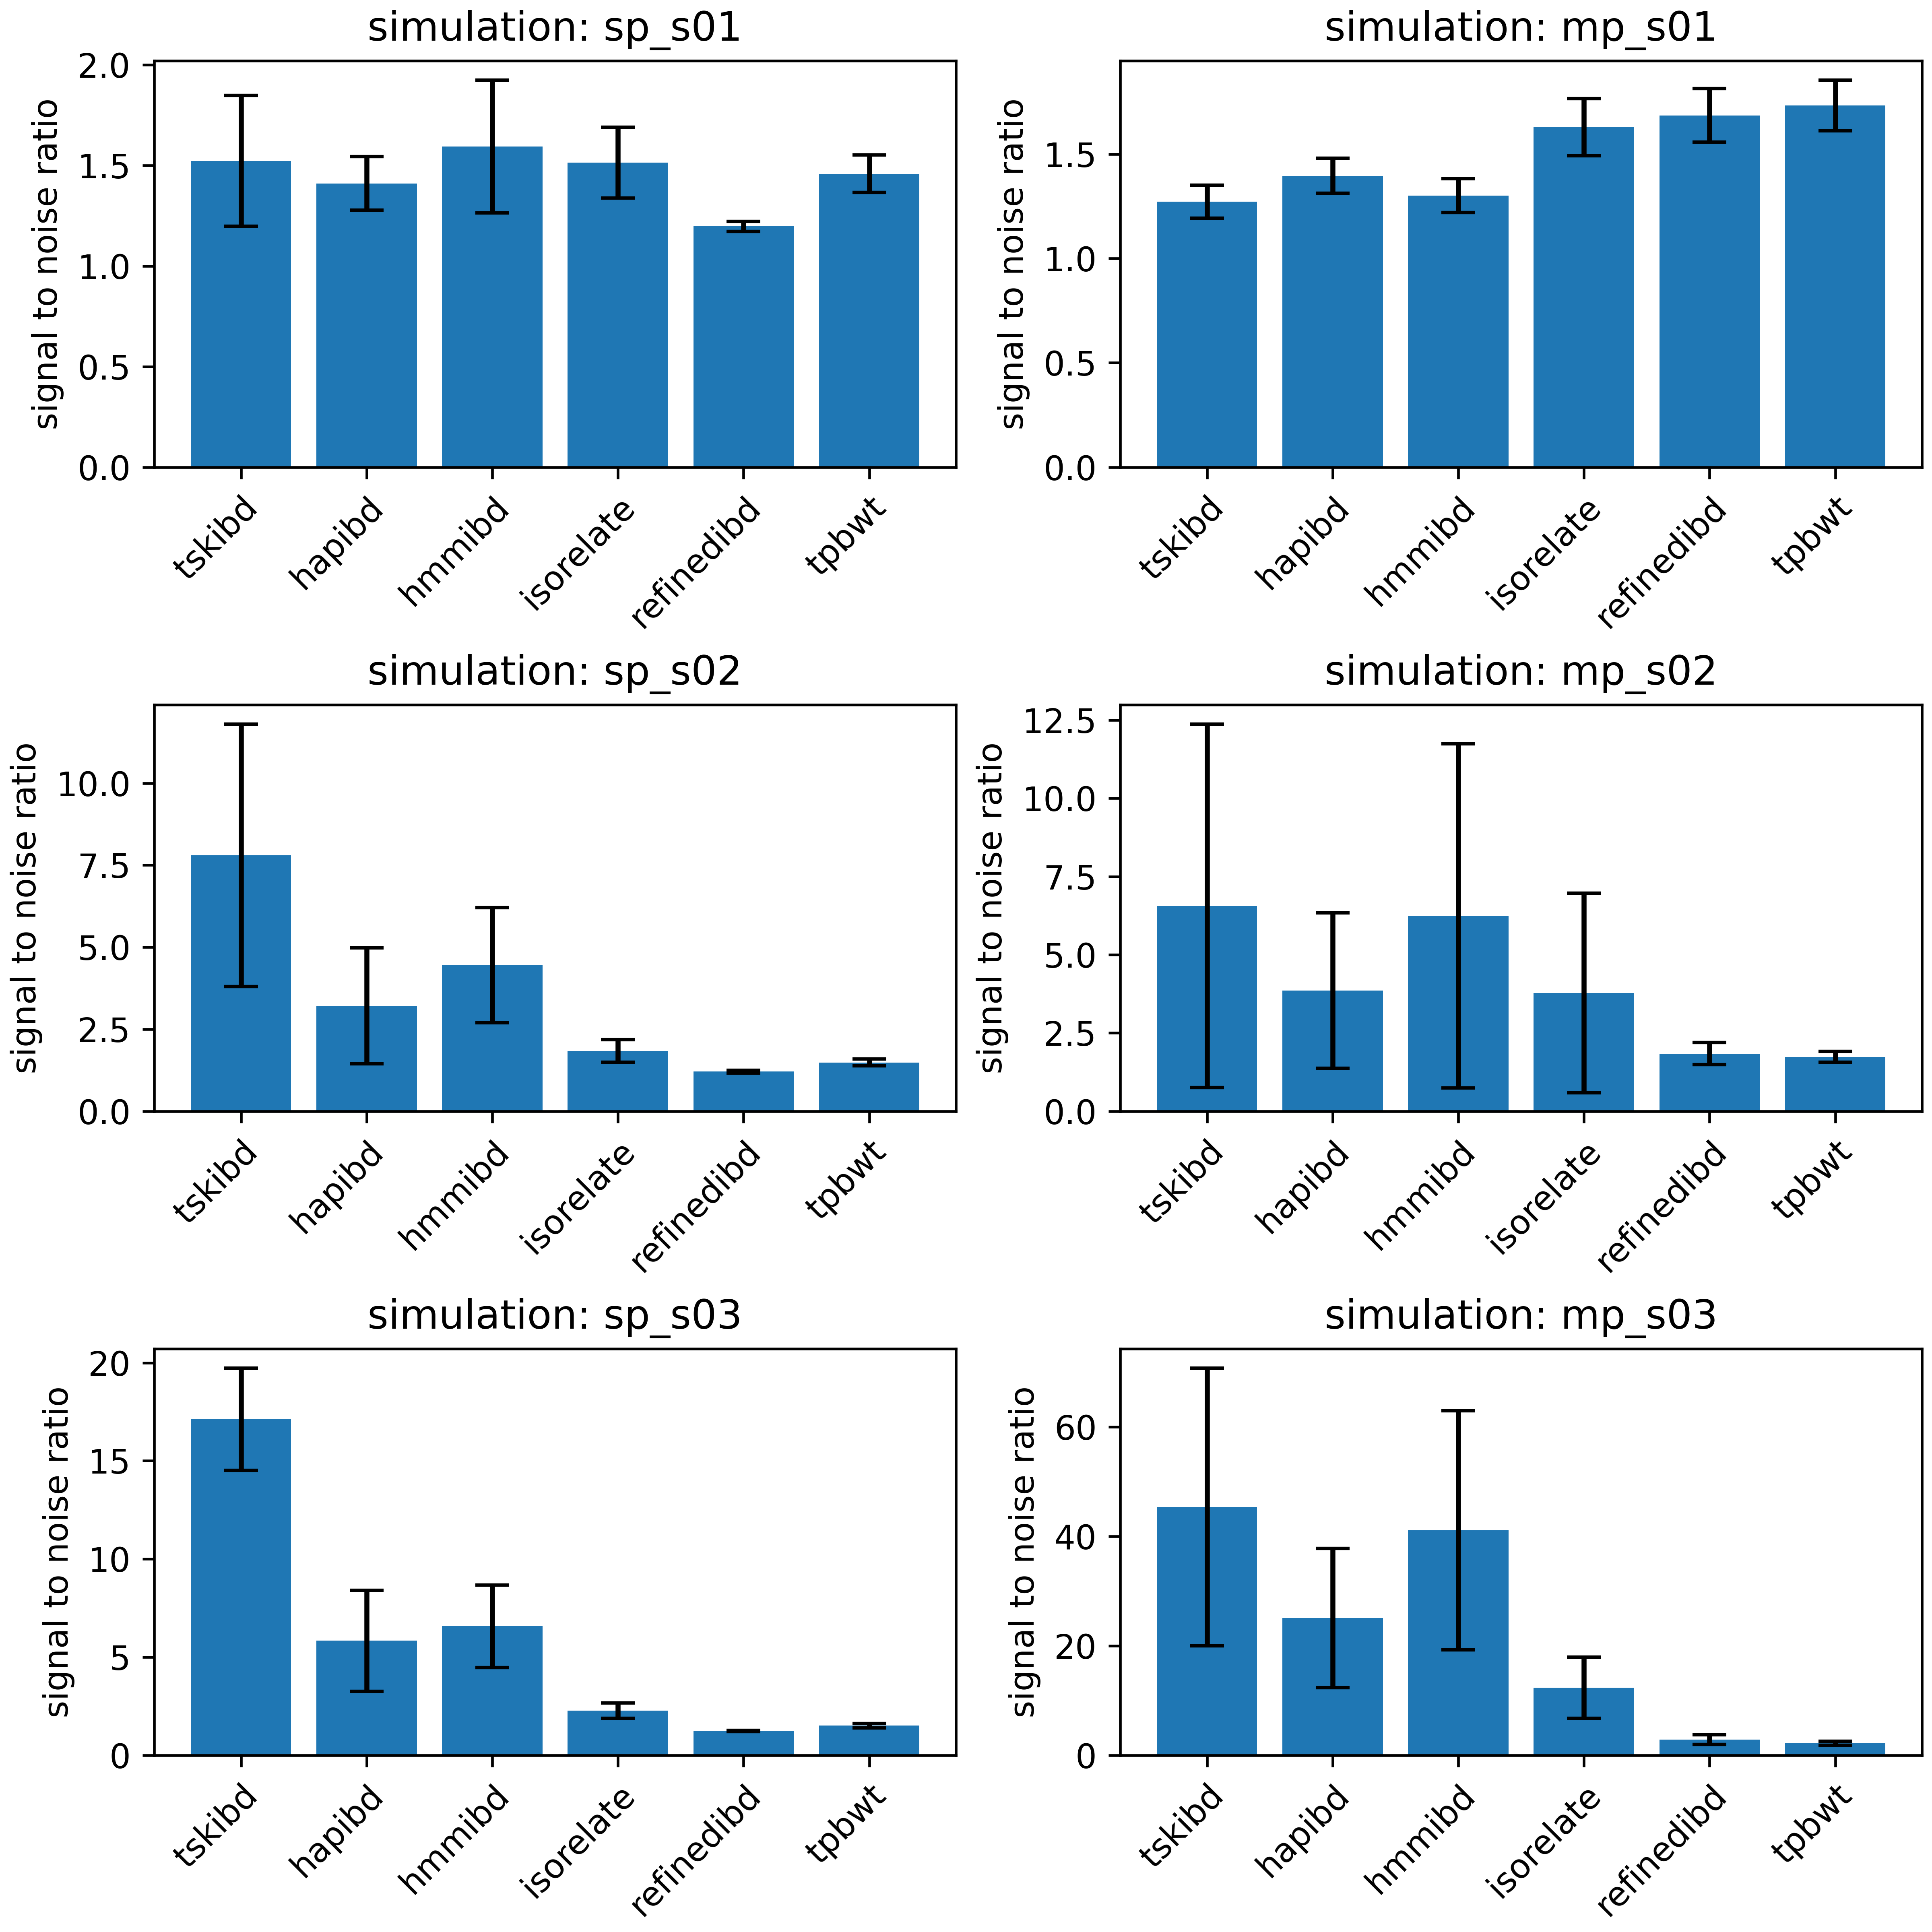 simulation: sp_s01
signal to noise ratio
2.0
1.5
1.0
0.5
0.0
tskibd
hapibd
hmmibd
isorelate
refinedibd
tpbwt
simulation: mp_s01
signal to noise ratio
1.5
1.0
0.5
0.0
tskibd
hapibd
hmmibd
isorelate
refinedibd
tpbwt
simulation: sp_s02
signal to noise ratio
10.0
7.5
5.0
2.5
0.0
tskibd
hapibd
hmmibd
isorelate
refinedibd
tpbwt
simulation: mp_s02
signal to noise ratio
12.5
10.0
7.5
5.0
2.5
0.0
tskibd
hapibd
hmmibd
isorelate
refinedibd
tpbwt
simulation: sp_s03
signal to noise ratio
20
15
10
5
0
tskibd
hapibd
hmmibd
isorelate
refinedibd
tpbwt
simulation: mp_s03
signal to noise ratio
60
40
20
0
tskibd
hapibd
hmmibd
isorelate
refinedibd
tpbwt